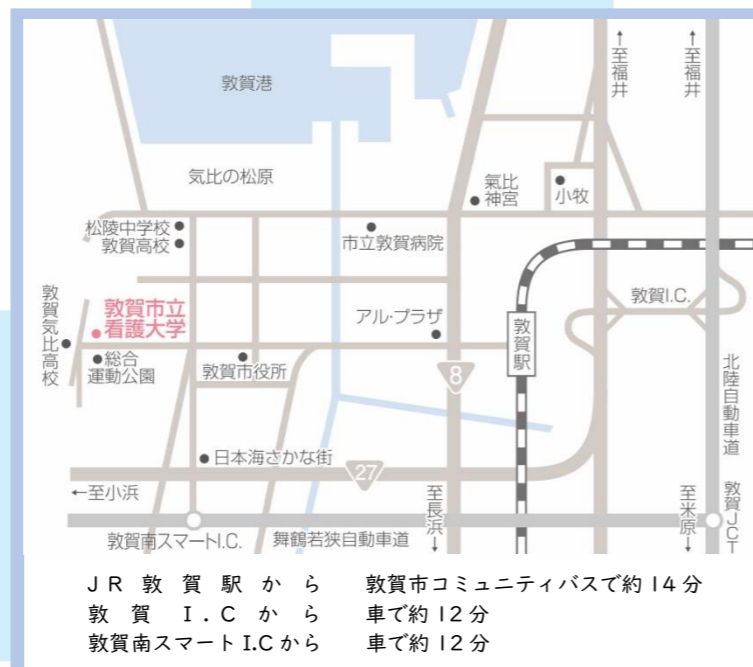 ↑至福井
↑至福井
敦賀港
気比の松原
氣比
神宮
小牧
松陵中学校
敦賀高校
市立敦賀病院
敦賀I.C.
敦賀気比高校
敦賀市立
看護大学
アル・プラザ
敦賀駅
総合
運動公園
敦賀市役所
8
北陸自動車道
日本海さかな街
27
←至小浜
至長浜↓
至米原↓
敦賀JCT
敦賀南スマートI.C.
舞鶴若狭自動車道
JR敦賀駅から 敦賀市コミュニティバスで約14分
敦賀I.Cから 車で約12分
敦賀南スマートI.Cから 車で約12分